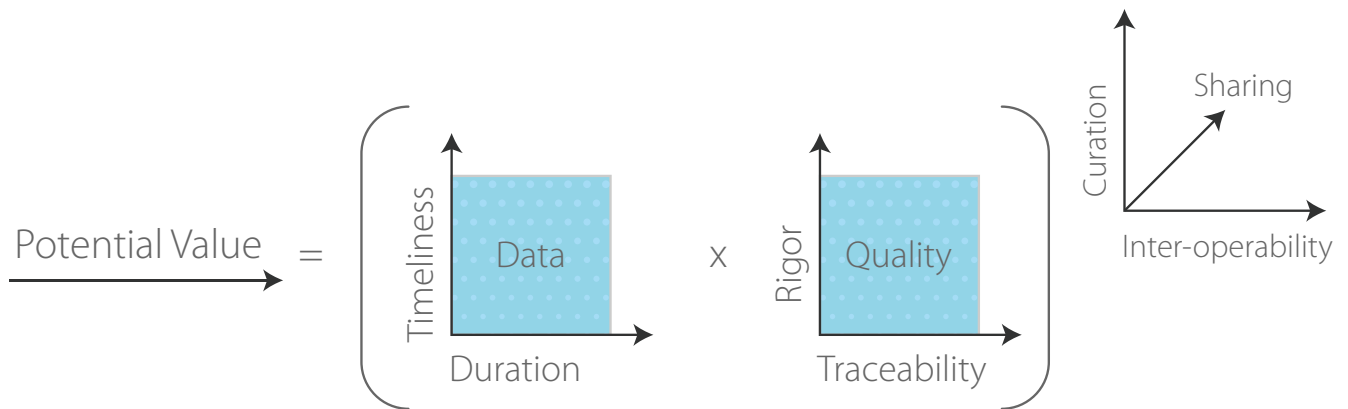 Potential Value
=
Timeliness
Data
Duration
x
Rigor
Quality
Traceability
Curation
Sharing
Inter-operability